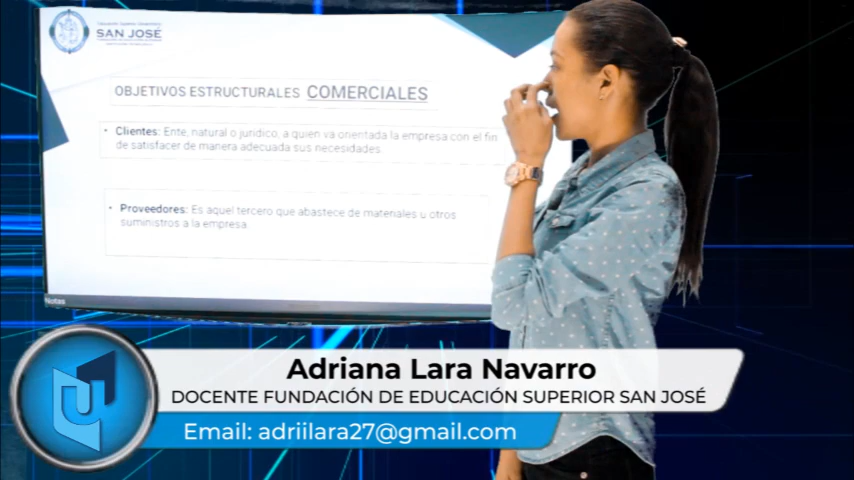 SAN JOSÉ
OBJETIVOS ESTRUCTURALES COMERCIALES
• Clientes: Ente, natural o jurídico, a quien va orientada la empresa con el fin
de satisfacer de manera adecuada sus necesidades.
• Proveedores: Es aquel tercero que abastece de materiales u otros
suministros a la empresa.
Notas
Adriana Lara Navarro
DOCENTE FUNDACIÓN DE EDUCACIÓN SUPERIOR SAN JOSÉ
Email: adriilara27@gmail.com